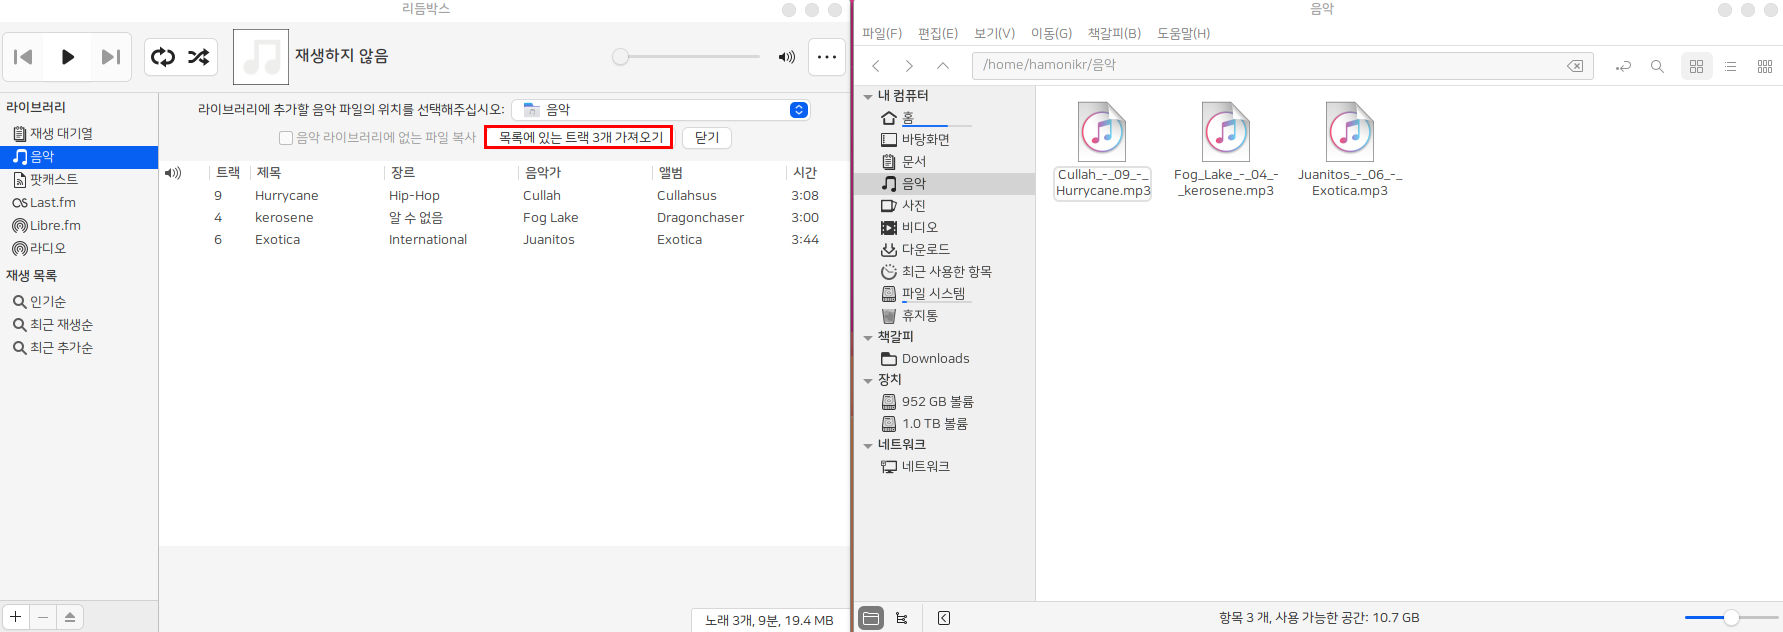 리듬박스
재생하지 않음
라이브러리
재생 대기열
음악
팟캐스트
Last.fm
Libre.fm
라디오
재생 목록
인기순
최근 재생순
최근 추가순
라이브러리에 추가할 음악 파일의 위치를 선택해주십시오: 음악
음악 라이브러리에 없는 파일 복사 목록에 있는 트랙 3개 가져오기 닫기
트랙 제목 장르 음악가 앨범 시간
9 Hurrycane Hip-Hop Cullah Cullahsus 3:08
4 kerosene 알 수 없음 Fog Lake Dragonchaser 3:00
6 Exotica International Juanitos Exotica 3:44
노래 3개, 9분, 19.4 MB
음악
파일(F) 편집(E) 보기(V) 이동(G) 책갈피(B) 도움말(H)
/home/hamonikr/음악
내 컴퓨터
홈
바탕화면
문서
음악
사진
비디오
다운로드
최근 사용한 항목
파일 시스템
휴지통
책갈피
Downloads
장치
952 GB 볼륨
1.0 TB 볼륨
네트워크
네트워크
Cullah_-_09_-_
Hurrycane.mp3
Fog_Lake_-_04_-
_kerosene.mp3
Juanitos_-_06_-_
Exotica.mp3
항목 3 개, 사용 가능한 공간: 10.7 GB